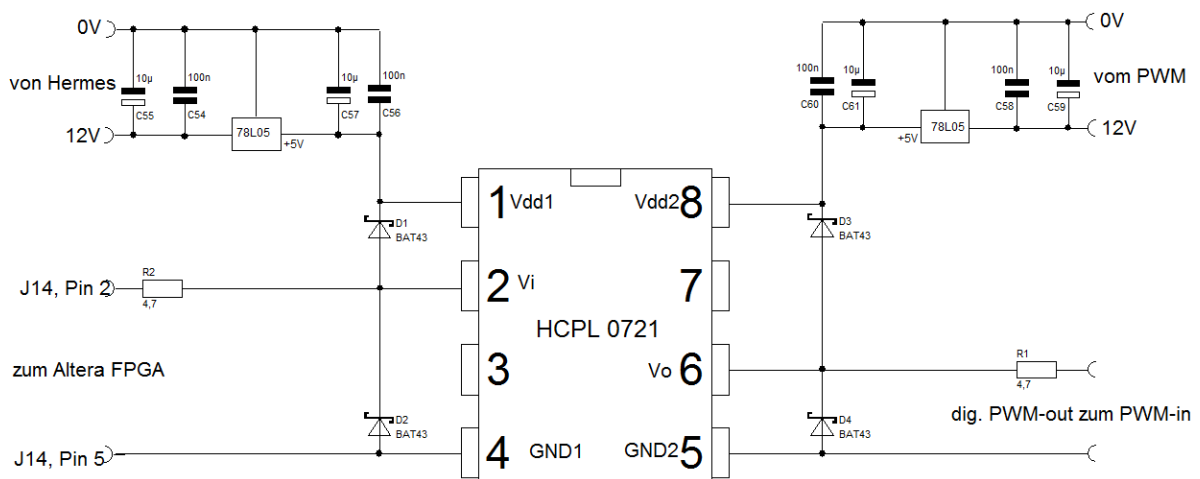 0V
von Hermes
10µ
C55
100n
C54
10µ
C57
100n
C56
12V
78L05
+5V
0V
vom PWM
100n
C60
10µ
C61
100n
C58
10µ
C59
+5V
78L05
12V
1 Vdd1
Vdd2 8
D1
BAT43
D3
BAT43
J14, Pin 2
R2
4,7
2 Vi
7
HCPL 0721
zum Altera FPGA
3
Vo 6
R1
4,7
D2
BAT43
D4
BAT43
dig. PWM-out zum PWM-in
J14, Pin 5
4 GND1
GND2 5